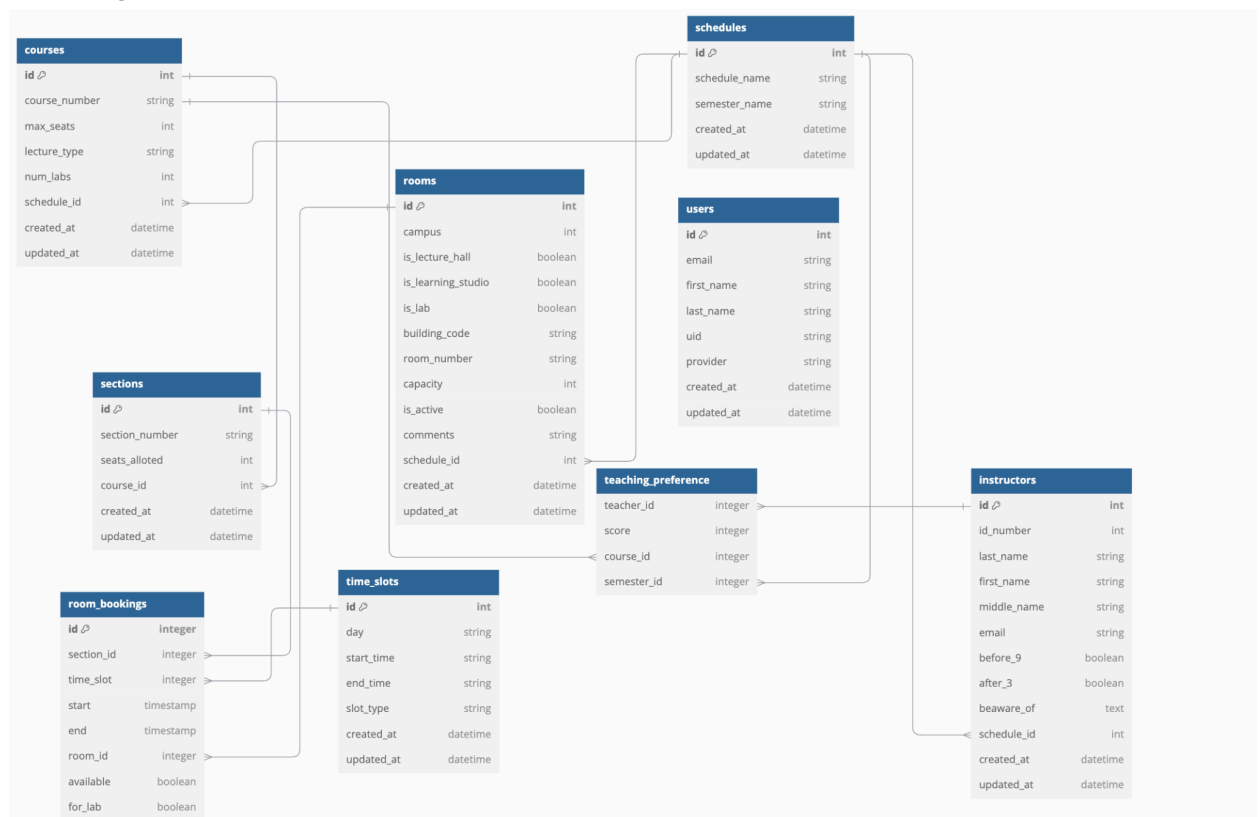 courses
id int
course_number string
max_seats int
lecture_type string
num_labs int
schedule_id int
created_at datetime
updated_at datetime
schedules
id int
schedule_name string
semester_name string
created_at datetime
updated_at datetime
rooms
id int
campus int
is_lecture_hall boolean
is_learning_studio boolean
is_lab boolean
building_code string
room_number string
capacity int
is_active boolean
comments string
schedule_id int
created_at datetime
updated_at datetime
users
id int
email string
first_name string
last_name string
uid string
provider string
created_at datetime
updated_at datetime
sections
id int
section_number string
seats_alloted int
course_id int
created_at datetime
updated_at datetime
teaching_preference
teacher_id integer
score integer
course_id integer
semester_id integer
instructors
id int
id_number int
last_name string
first_name string
middle_name string
email string
before_9 boolean
after_3 boolean
beaware_of text
schedule_id int
created_at datetime
updated_at datetime
time_slots
id int
day string
start_time string
end_time string
slot_type string
created_at datetime
updated_at datetime
room_bookings
id integer
section_id integer
time_slot integer
start timestamp
end timestamp
room_id integer
available boolean
for_lab boolean